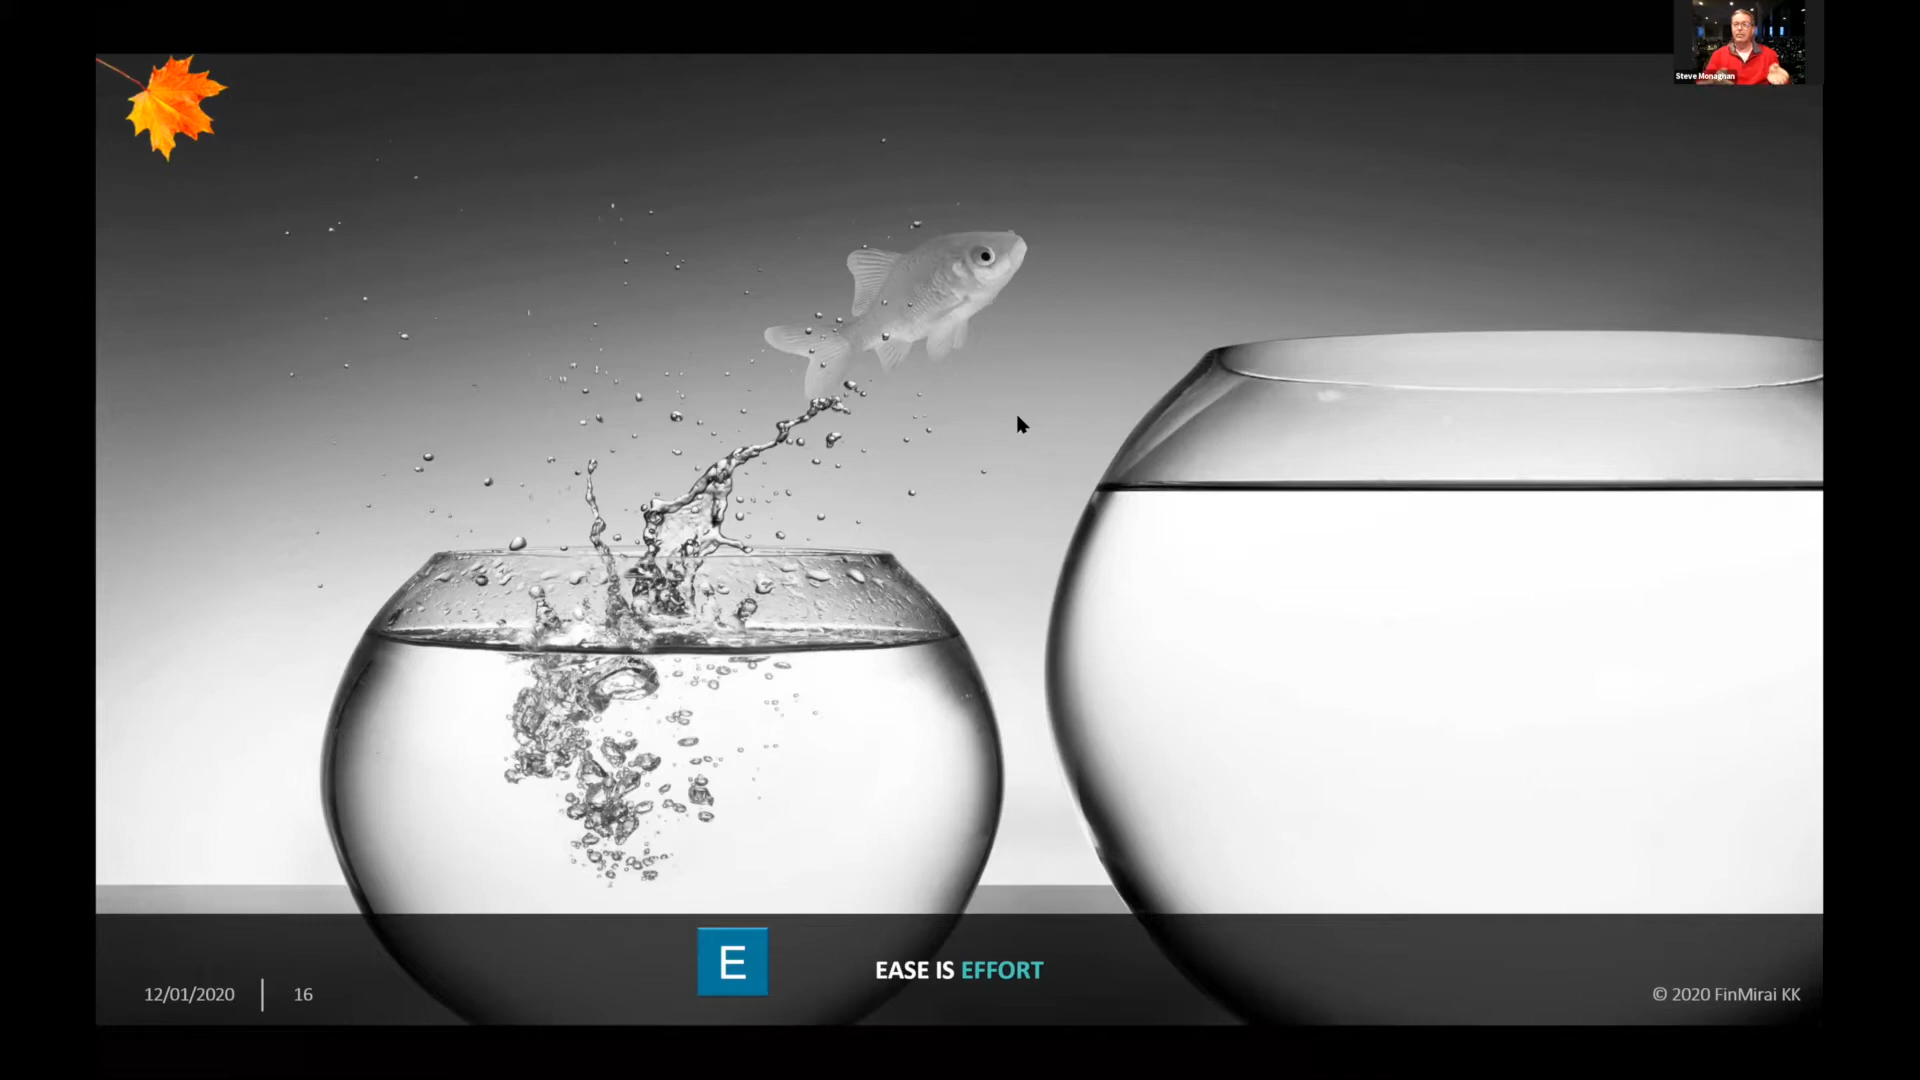 Steve Monaghan
E
EASE IS EFFORT
12/01/2020
16
© 2020 FinMirai KK